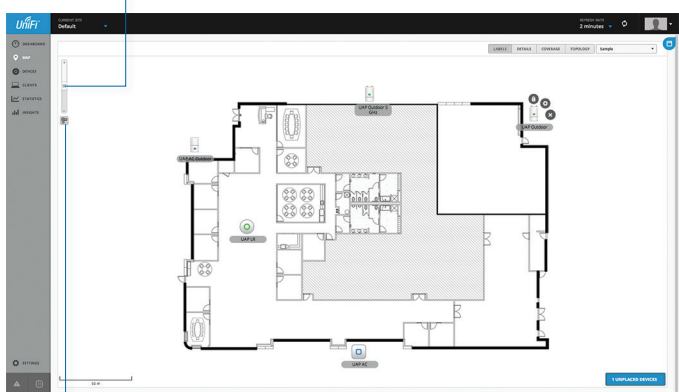 UniFi
CURRENT SITE
Default
REFRESH RATE
2 minutes
DASHBOARD
MAP
DEVICES
CLIENTS
STATISTICS
INSIGHTS
SETTINGS
LABELS DETAILS COVERAGE TOPOLOGY Sample
UAP Outdoor 5
GHz
UAP Outdoor
UAP AC Outdoor
UAP LR
UAP AC
1 UNPLACED DEVICES